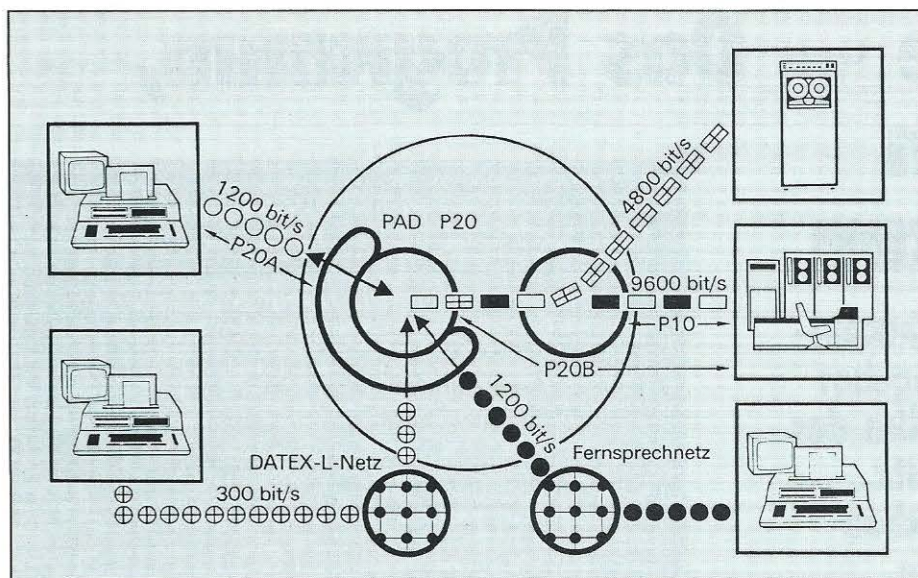 4800 bit/s
1200 bit/s
PAD P20
P20A
9600 bit/s
P10
P20B
1200 bit/s
DATEX-L-Netz
Fernsprechnetz
300 bit/s